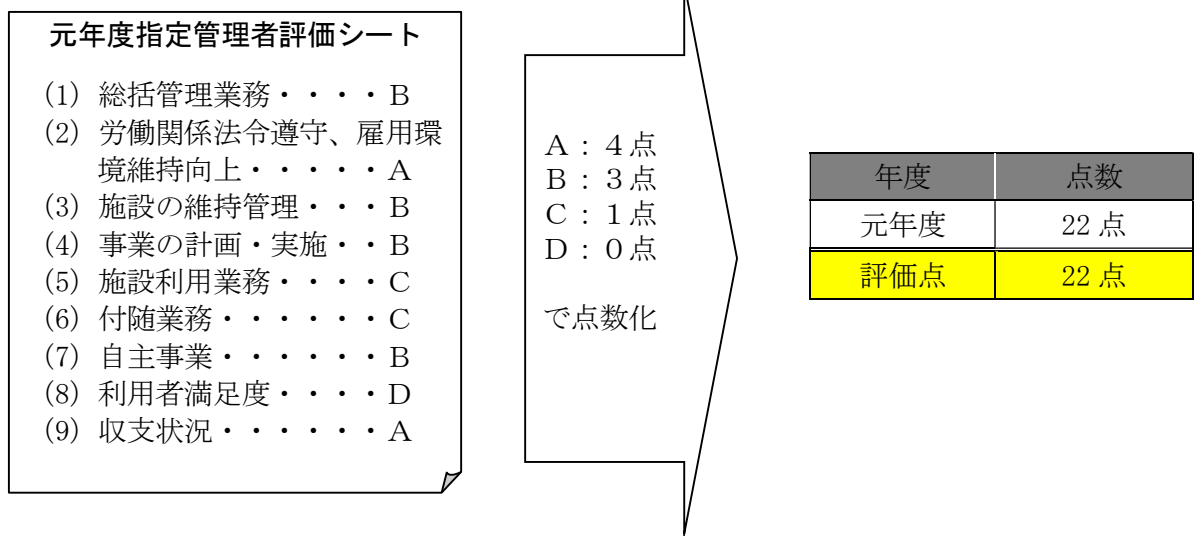 元年度指定管理者評価シート
(1) 総括管理業務・・・・B
(2) 労働関係法令遵守、雇用環
境維持向上・・・・・A
(3) 施設の維持管理・・・B
(4) 事業の計画・実施・・B
(5) 施設利用業務・・・・C
(6) 付随業務・・・・・・C
(7) 自主事業・・・・・・B
(8) 利用者満足度・・・・D
(9) 収支状況・・・・・・A
A：4点
B：3点
C：1点
D：0点
で点数化
年度 点数
元年度 22 点
評価点 22 点